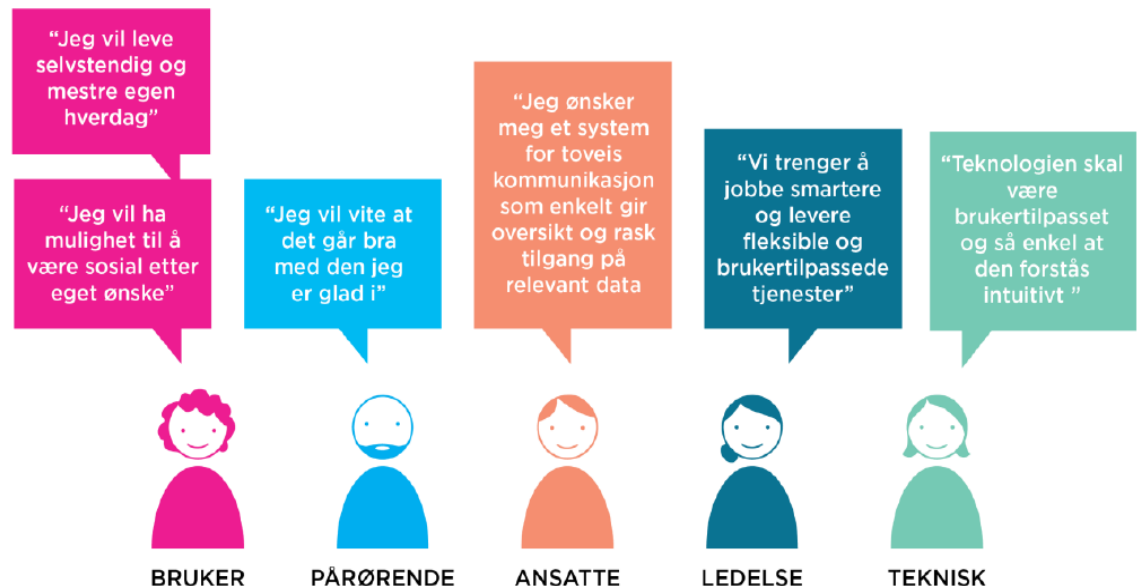 “Jeg vil leve
selvstendig og
mestre egen
hverdag”
“Jeg vil ha
mulighet til å
være sosial etter
eget ønske”
“Jeg vil vite at
det går bra
med den jeg
er glad i”
“Jeg ønsker
meg et system
for toveis
kommunikasjon
som enkelt gir
oversikt og rask
tilgang på
relevant data
“Vi trenger å
jobbe smartere
og levere
fleksible og
brukertilpassede
tjenester”
“Teknologien skal
være
brukertilpasset
og så enkel at
den forstås
intuitivt ”
BRUKER
PÅRØRENDE
ANSATTE
LEDELSE
TEKNISK